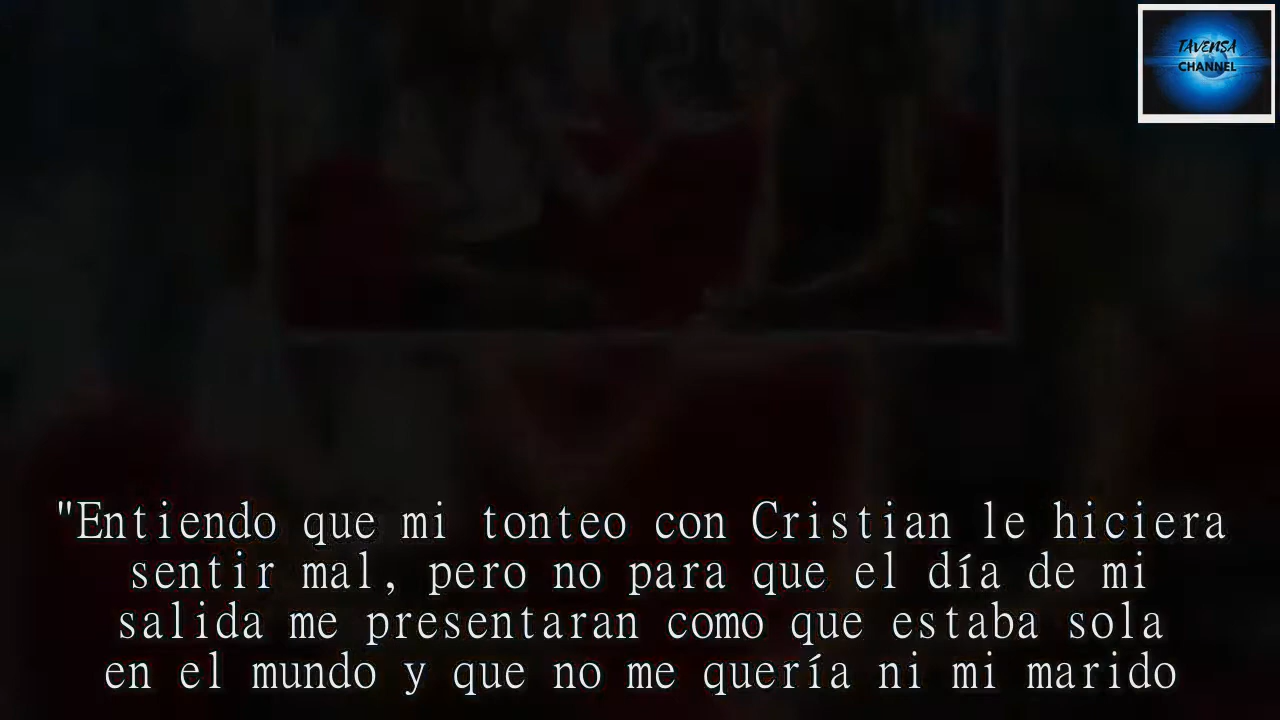 TAVENSA
CHANNEL
"Entiendo que mi tonteo con Cristian le hiciera
sentir mal, pero no para que el día de mi
salida me presentaran como que estaba sola
en el mundo y que no me quería ni mi marido